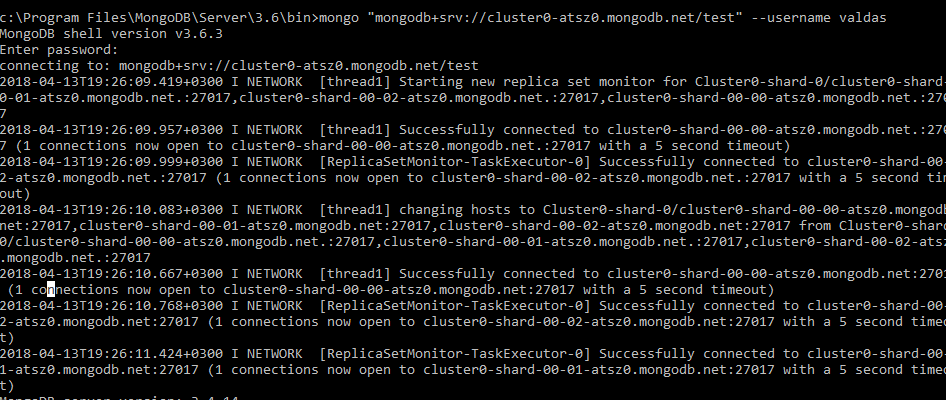 c:\Program Files\MongoDB\Server\3.6\bin>mongo "mongodb+srv://cluster0-atsz0.mongodb.net/test" --username valdas
MongoDB shell version v3.6.3
Enter password:
connecting to: mongodb+srv://cluster0-atsz0.mongodb.net/test
2018-04-13T19:26:09.419+0300 I NETWORK  [thread1] Starting new replica set monitor for Cluster0-shard-0/cluster0-shard-
0-01-atsz0.mongodb.net.:27017,cluster0-shard-00-02-atsz0.mongodb.net.:27017,cluster0-shard-00-00-atsz0.mongodb.net.:270
7
2018-04-13T19:26:09.957+0300 I NETWORK  [thread1] Successfully connected to cluster0-shard-00-00-atsz0.mongodb.net.:270
7 (1 connections now open to cluster0-shard-00-00-atsz0.mongodb.net.:27017 with a 5 second timeout)
2018-04-13T19:26:09.999+0300 I NETWORK  [ReplicaSetMonitor-TaskExecutor-0] Successfully connected to cluster0-shard-00-
2-atsz0.mongodb.net.:27017 (1 connections now open to cluster0-shard-00-02-atsz0.mongodb.net.:27017 with a 5 second tim
out)
2018-04-13T19:26:10.083+0300 I NETWORK  [thread1] changing hosts to Cluster0-shard-0/cluster0-shard-00-00-atsz0.mongodb
net:27017,cluster0-shard-00-01-atsz0.mongodb.net:27017,cluster0-shard-00-02-atsz0.mongodb.net:27017 from Cluster0-shard
0/cluster0-shard-00-00-atsz0.mongodb.net.:27017,cluster0-shard-00-01-atsz0.mongodb.net.:27017,cluster0-shard-00-02-atsz
.mongodb.net.:27017
2018-04-13T19:26:10.667+0300 I NETWORK  [thread1] Successfully connected to cluster0-shard-00-00-atsz0.mongodb.net:2701
(1 connections now open to cluster0-shard-00-00-atsz0.mongodb.net:27017 with a 5 second timeout)
2018-04-13T19:26:10.768+0300 I NETWORK  [ReplicaSetMonitor-TaskExecutor-0] Successfully connected to cluster0-shard-00-
2-atsz0.mongodb.net:27017 (1 connections now open to cluster0-shard-00-02-atsz0.mongodb.net:27017 with a 5 second timeo
t)
2018-04-13T19:26:11.424+0300 I NETWORK  [ReplicaSetMonitor-TaskExecutor-0] Successfully connected to cluster0-shard-00-
1-atsz0.mongodb.net:27017 (1 connections now open to cluster0-shard-00-01-atsz0.mongodb.net:27017 with a 5 second timeo
t)
MongoDB server version: 3.4.14